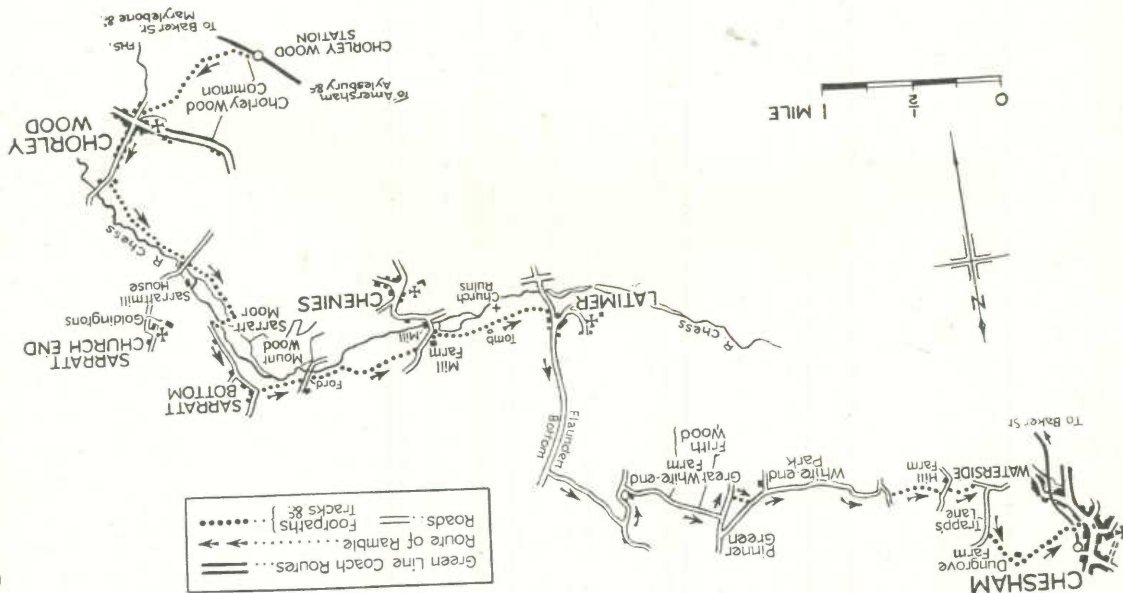 CHESHAM
Dungrove
Farm
Trapp's
Lane
WATERSIDE
To Baker St
Hill
Farm
White-end
Park
Pinner
Green
Great White-end
Farm
Frith
Wood
Flaunden
Bottom
Green Line Coach Routes....
Route of Ramble
Roads....
Footpaths
Tracks &c
N
R. Chess
LATIMER
Tomb
Church
Ruins
Mill
Farm
Mill
CHENIES
Ford
Mount
Wood
Sarratt
Moor
SARRATT
BOTTOM
SARRATT
CHURCH END
Goldingtons
Sarratt mill
House
R. Chess
0
½
1 MILE
CHORLEY
WOOD
Chorley Wood
Common
To Amersham
Aylesbury &c
CHORLEY WOOD
STATION
To Baker St.
Marylebone &c
FHS.